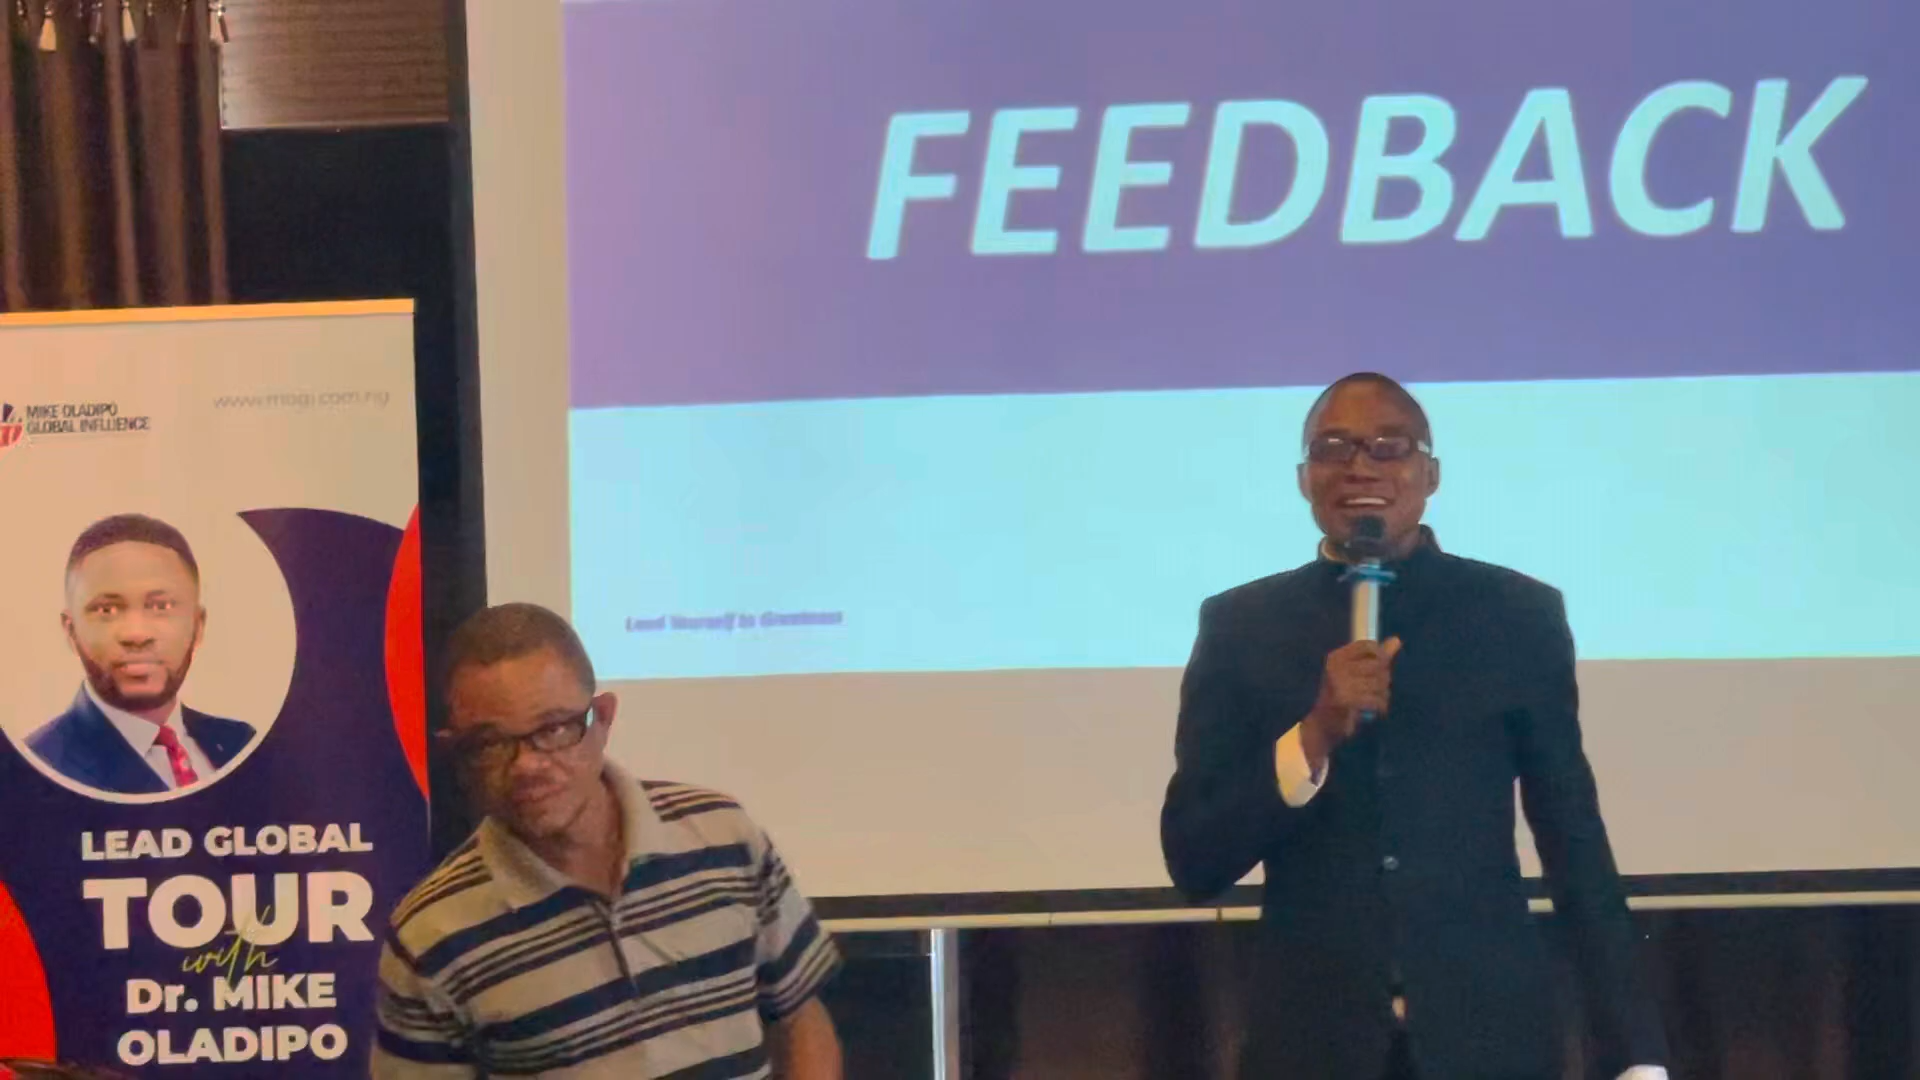 FEEDBACK
Lead Yourself to Greatness
MIKE OLADIPO
GLOBAL INFLUENCE
www.mogi.com.ng
LEAD GLOBAL
TOUR
with
Dr. MIKE
OLADIPO